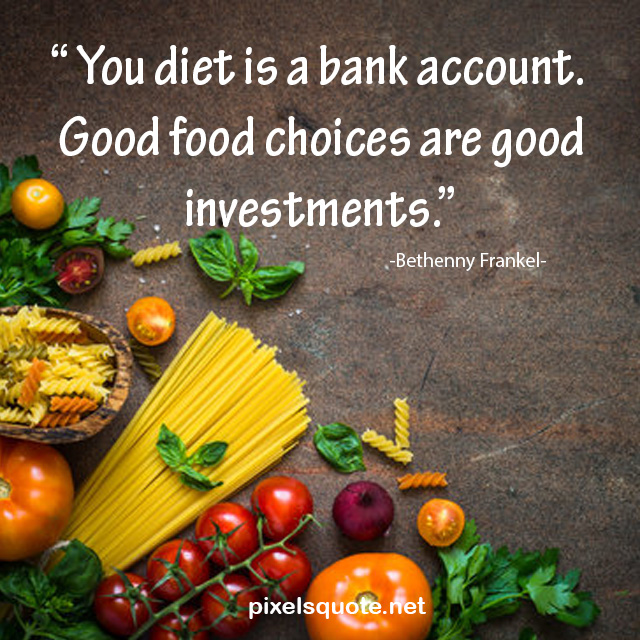 “ You diet is a bank account.
Good food choices are good
investments.”
-Bethenny Frankel-
pixelsquote.net